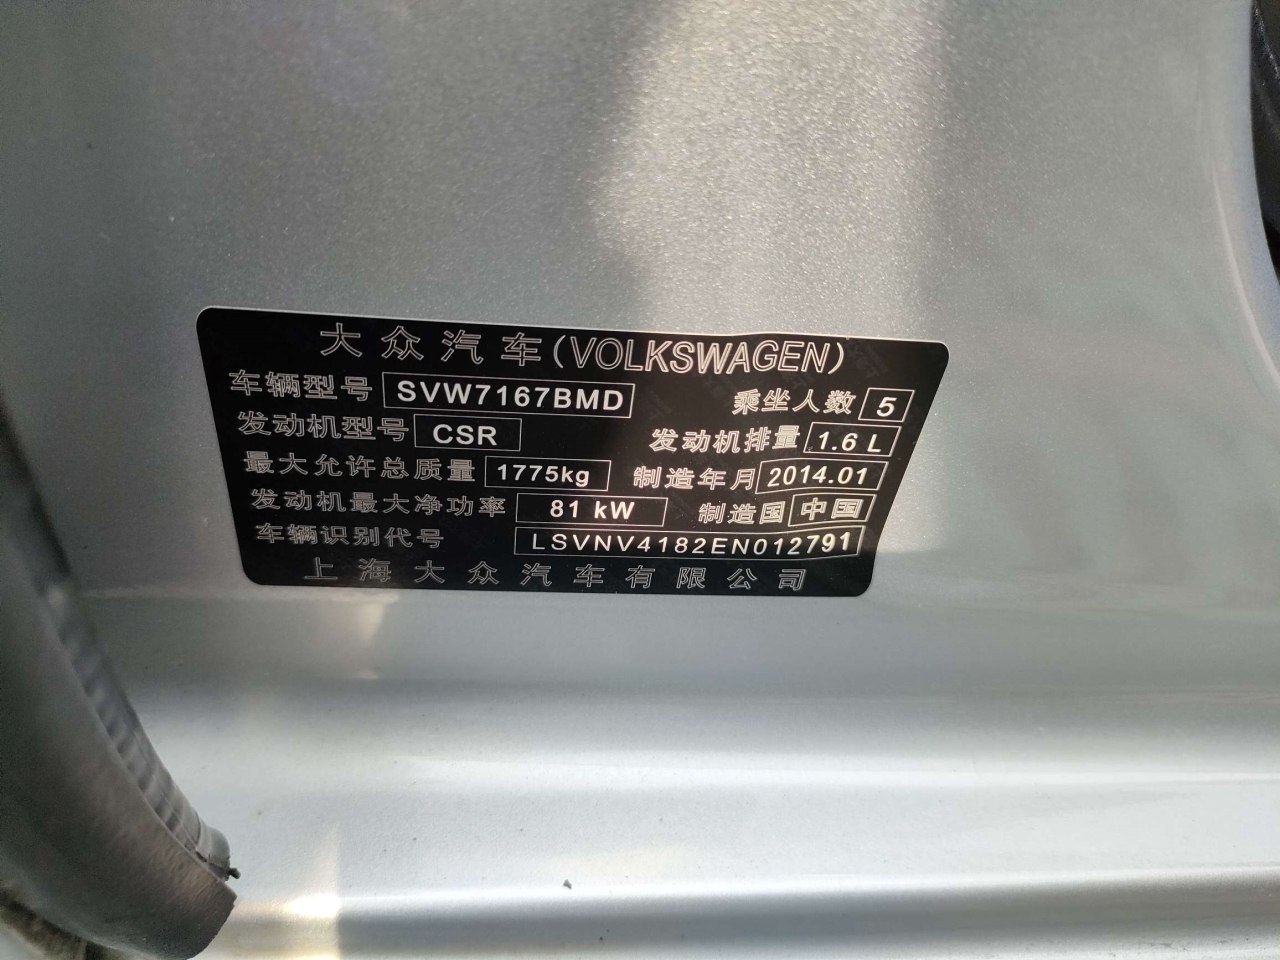 大众汽车(VOLKSWAGEN)
车辆型号 SVW7167BMD 乘坐人数 5
发动机型号 CSR 发动机排量 1.6 L
最大允许总质量 1775kg 制造年月 2014.01
发动机最大净功率 81 kW 制造国 中国
车辆识别代号 LSVNV4182EN012791
上海大众汽车有限公司